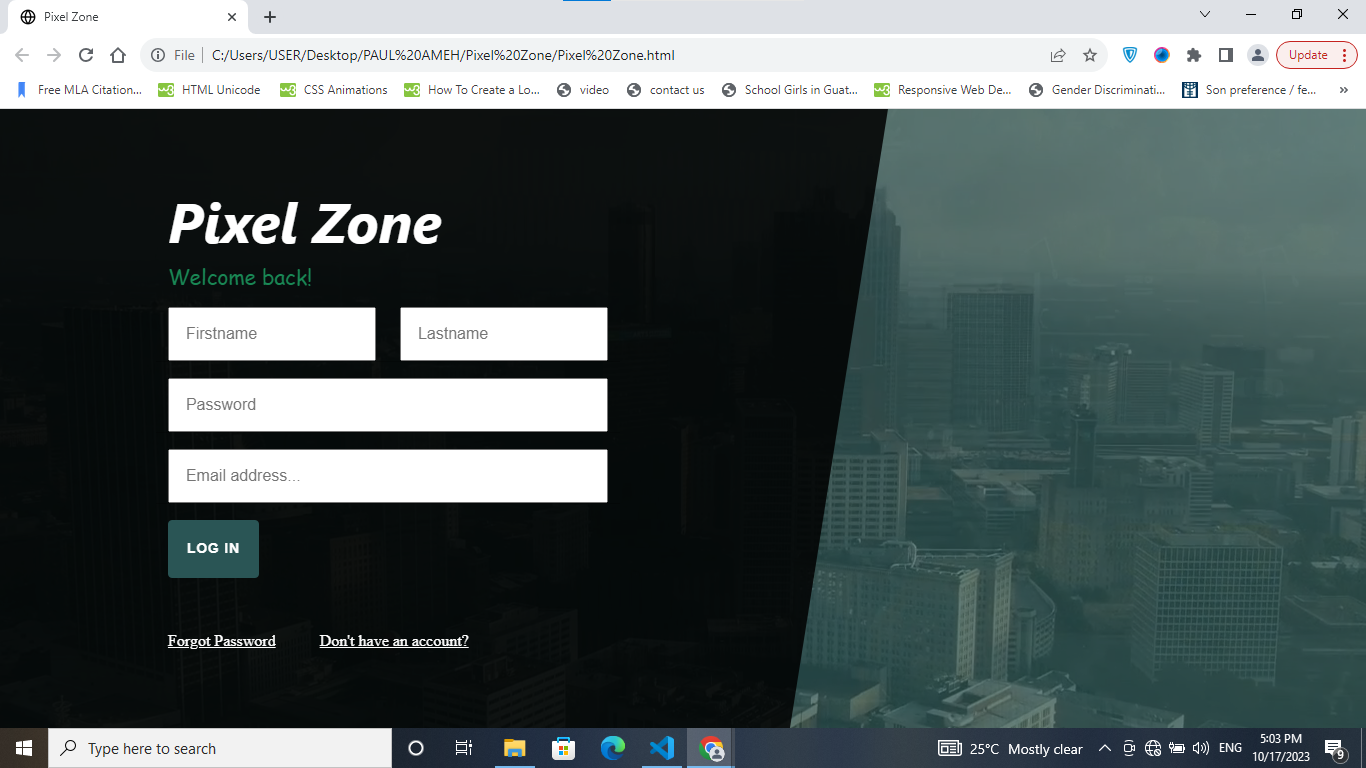 Pixel Zone
File
C:/Users/USER/Desktop/PAUL%20AMEH/Pixel%20Zone/Pixel%20Zone.html
Update
Free MLA Citation... HTML Unicode CSS Animations How To Create a Lo... video contact us School Girls in Guat... Responsive Web De... Gender Discriminati... Son preference / fe... »
Pixel Zone
Welcome back!
Firstname Lastname
Password
Email address...
LOG IN
Forgot Password Don't have an account?
Type here to search
25°C Mostly clear
ENG
5:03 PM
10/17/2023
9